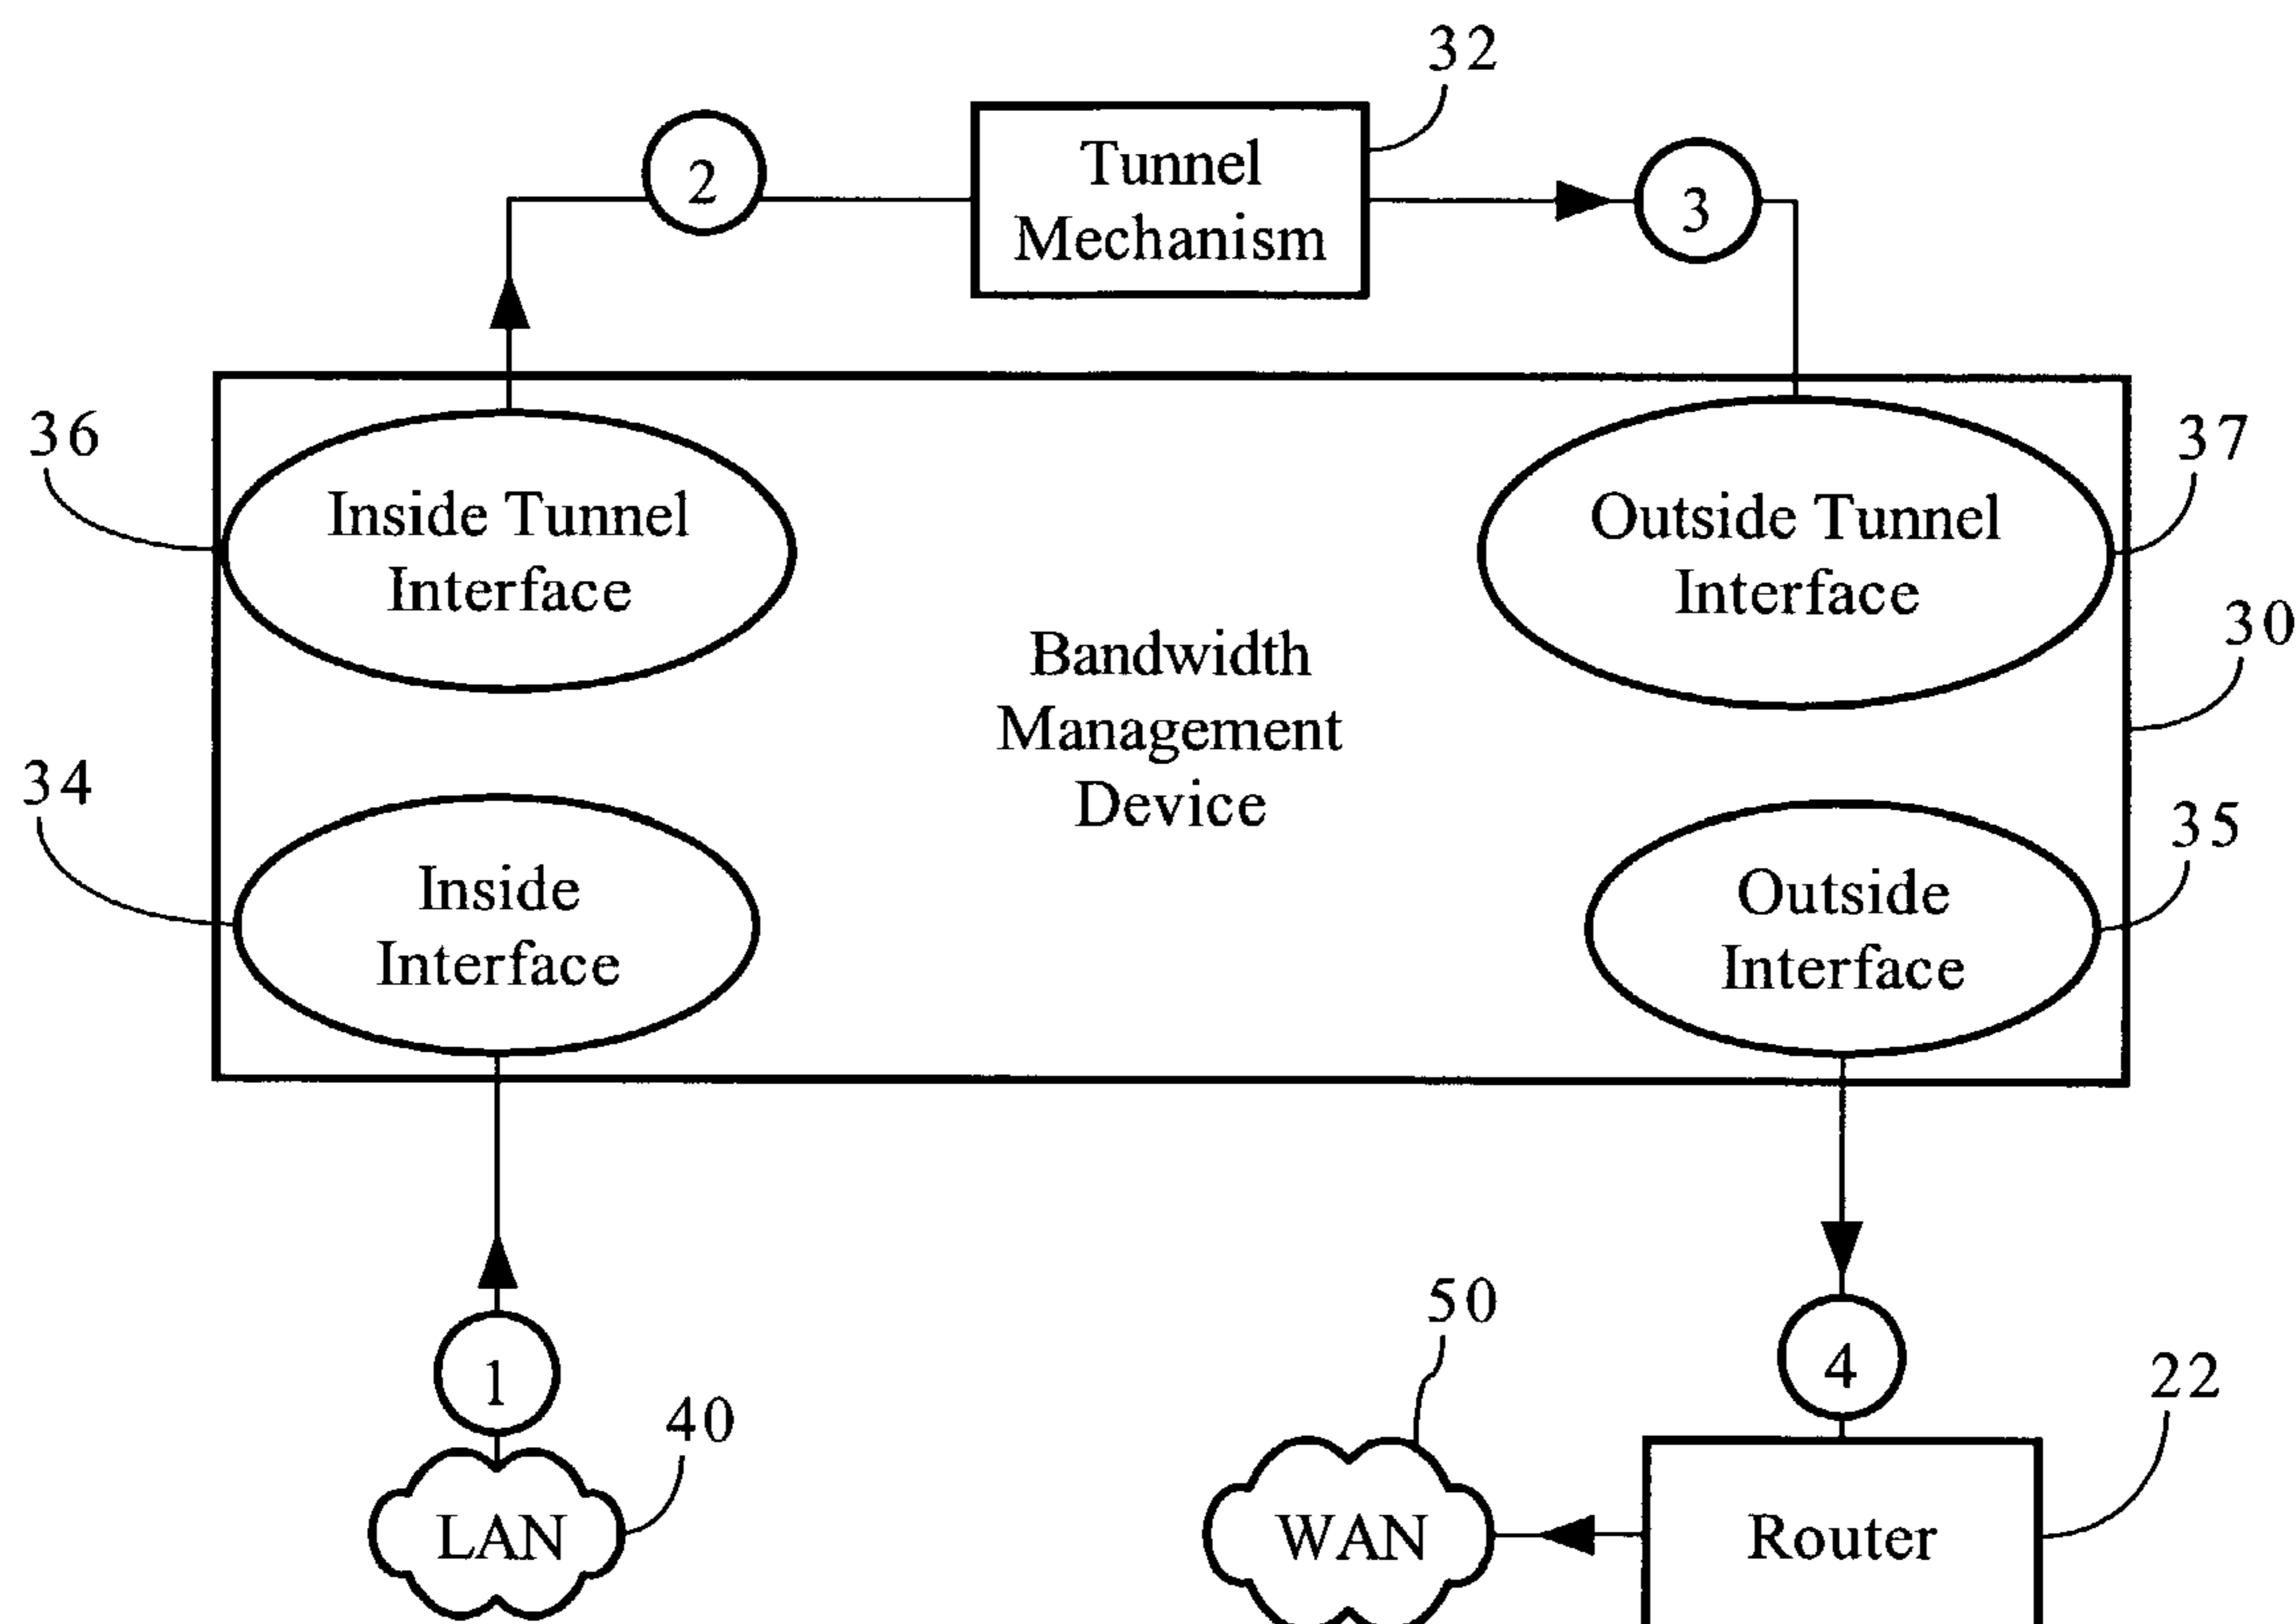 32
2
Tunnel
Mechanism
3
36
Inside Tunnel
Interface
Outside Tunnel
Interface
37
30
Bandwidth
Management
Device
34
Inside
Interface
Outside
Interface
35
1
40
LAN
50
WAN
4
22
Router